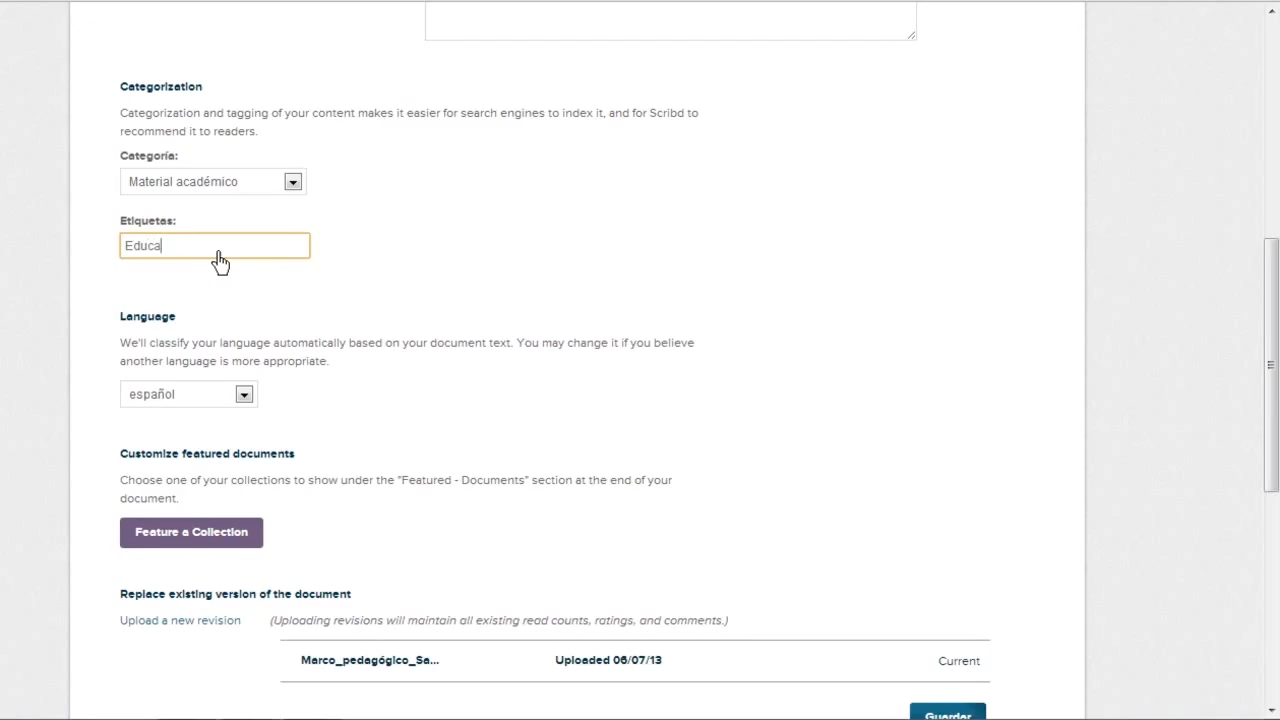 Categorization
Categorization and tagging of your content makes it easier for search engines to index it, and for Scribd to
recommend it to readers.
Categoría:
Material académico
Etiquetas:
Educa
Language
We'll classify your language automatically based on your document text. You may change it if you believe
another language is more appropriate.
español
Customize featured documents
Choose one of your collections to show under the "Featured - Documents" section at the end of your
document.
Feature a Collection
Replace existing version of the document
Upload a new revision (Uploading revisions will maintain all existing read counts, ratings, and comments.)
Marco_pedagógico_Sa... Uploaded 06/07/13 Current
Guardar